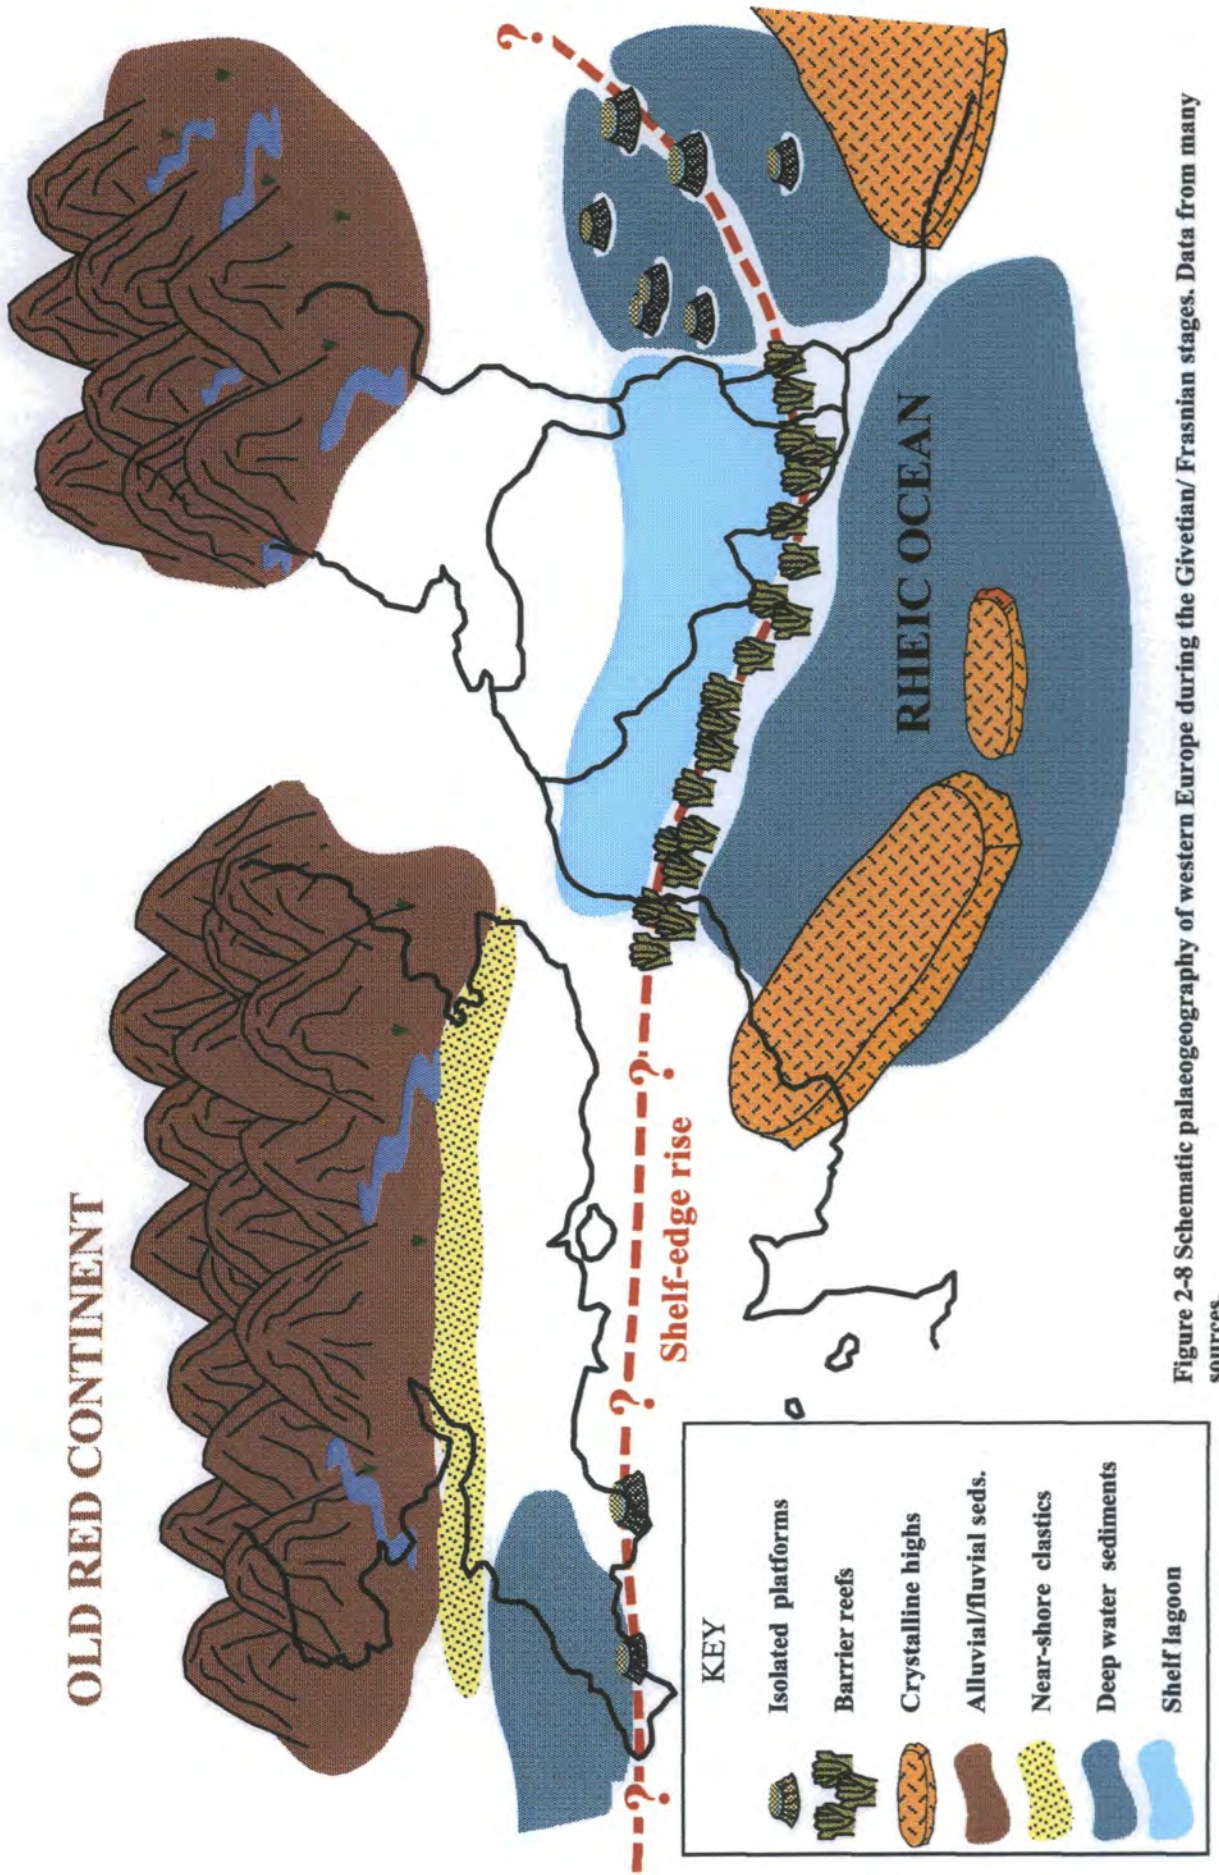 OLD RED CONTINENT
?
?
?
?
Shelf-edge rise
RHEIC OCEAN
KEY
Isolated platforms
Barrier reefs
Crystalline highs
Alluvial/fluvial seds.
Near-shore clastics
Deep water sediments
Shelf lagoon
Figure 2-8 Schematic palaeogeography of western Europe during the Givetian/ Frasnian stages. Data from many
sources.